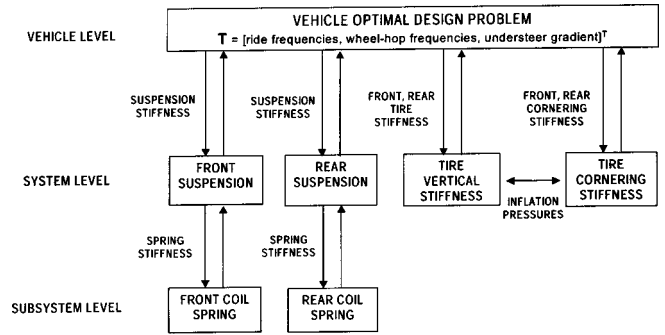 VEHICLE OPTIMAL DESIGN PROBLEM
VEHICLE LEVEL
T = [ride frequencies, wheel-hop frequencies, understeer gradient]ᵀ
SUSPENSION
STIFFNESS
SUSPENSION
STIFFNESS
FRONT, REAR
TIRE
STIFFNESS
FRONT, REAR
CORNERING
STIFFNESS
SYSTEM LEVEL
FRONT
SUSPENSION
REAR
SUSPENSION
TIRE
VERTICAL
STIFFNESS
TIRE
CORNERING
STIFFNESS
INFLATION
PRESSURES
SPRING
STIFFNESS
SPRING
STIFFNESS
SUBSYSTEM LEVEL
FRONT COIL
SPRING
REAR COIL
SPRING